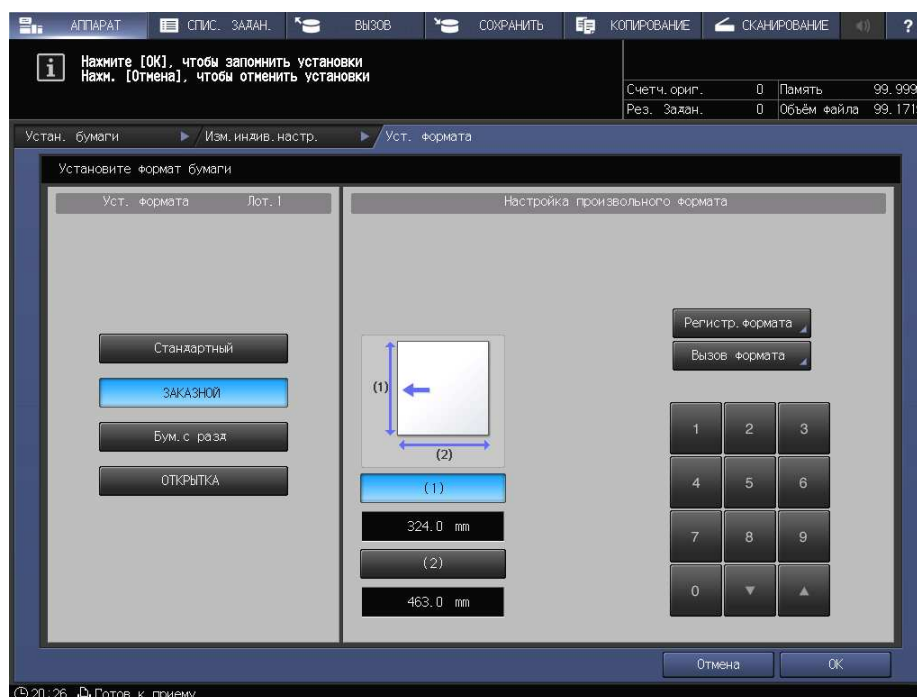 АППАРАТ СПИС. ЗАДАН. ВЫЗОВ СОХРАНИТЬ КОПИРОВАНИЕ СКАНИРОВАНИЕ ?
Нажмите [OK], чтобы запомнить установки
Нажм. [Отмена], чтобы отменить установки
Счетч.ориг. 0 Память 99.999
Рез. Задан. 0 Объём файла 99.171
Устан. бумаги Изм.индив.настр. Уст. формата
Установите формат бумаги
Уст. формата Лот.1
Настройка произвольного формата
Стандартный
ЗАКАЗНОЙ
Бум.с разд
ОТКРЫТКА
(1)
(2)
(1)
324.0 mm
(2)
463.0 mm
Регистр.формата
Вызов формата
1 2 3
4 5 6
7 8 9
0
Отмена OK
20:26 Готов к приему